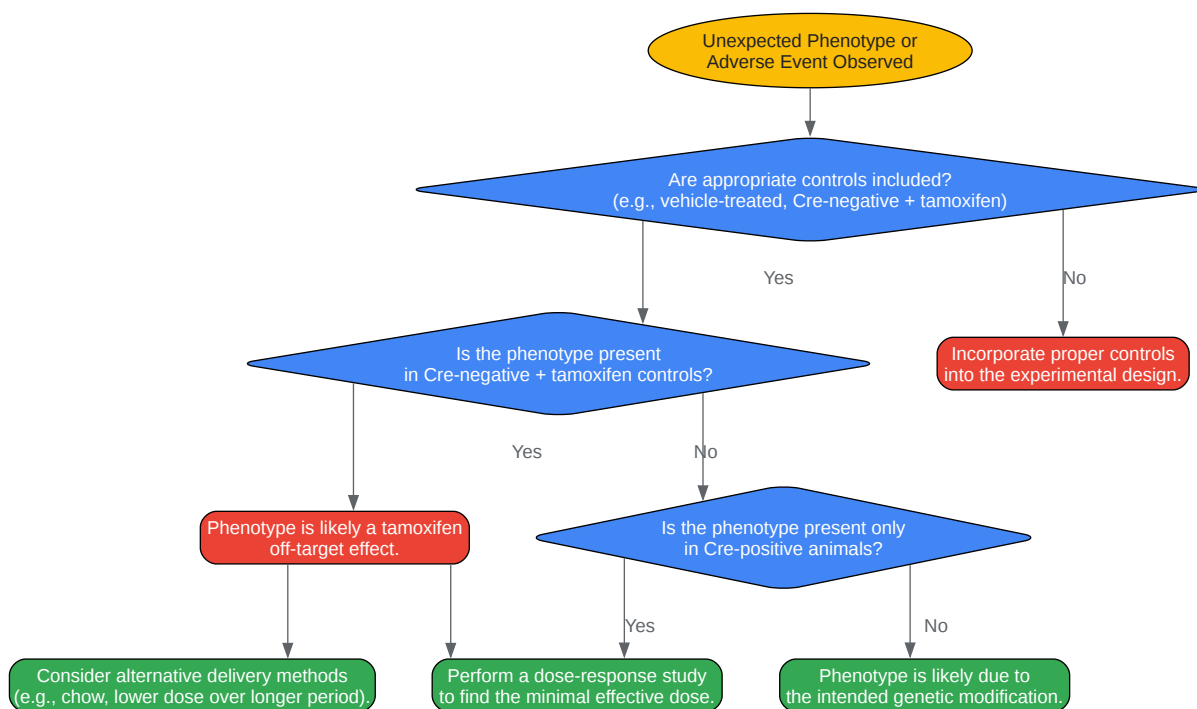 Unexpected Phenotype or
Adverse Event Observed
Are appropriate controls included?
(e.g., vehicle-treated, Cre-negative + tamoxifen)
Yes
No
Is the phenotype present
in Cre-negative + tamoxifen controls?
Incorporate proper controls
into the experimental design.
Yes
No
Phenotype is likely a tamoxifen
off-target effect.
Is the phenotype present only
in Cre-positive animals?
Yes
No
Consider alternative delivery methods
(e.g., chow, lower dose over longer period).
Perform a dose-response study
to find the minimal effective dose.
Phenotype is likely due to
the intended genetic modification.